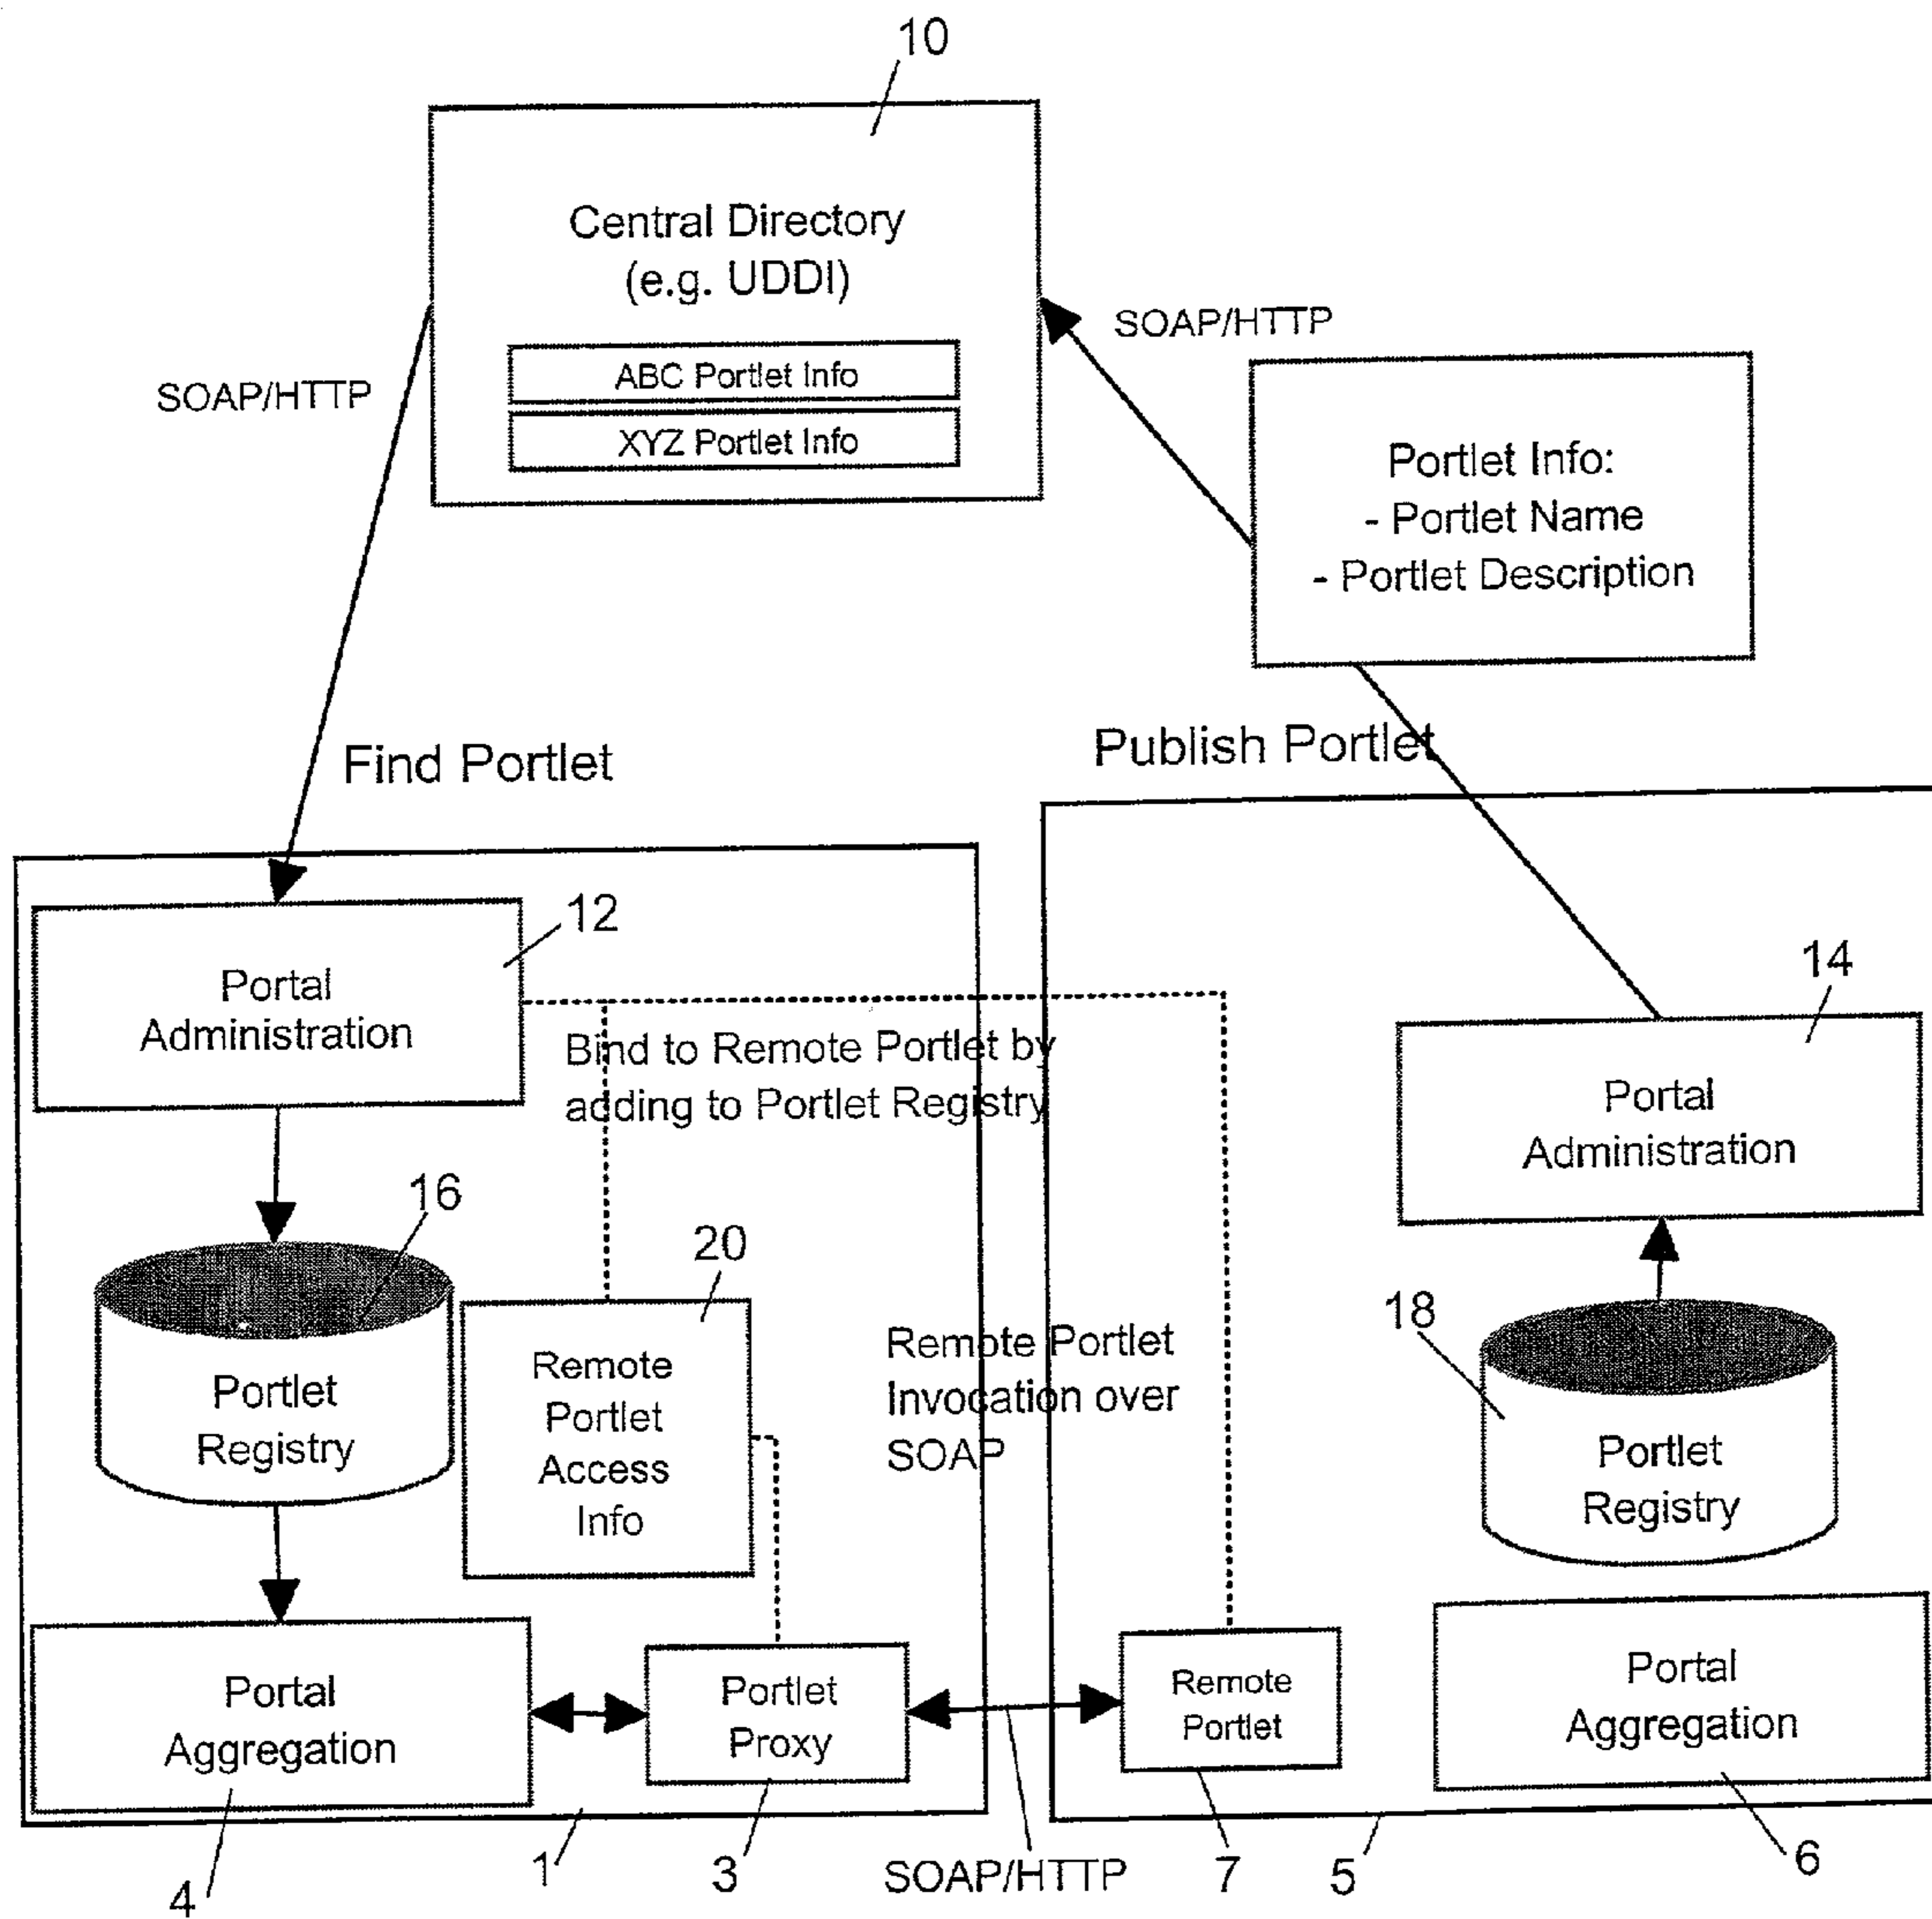 10
Central Directory
(e.g. UDDI)
ABC Portlet Info
XYZ Portlet Info
SOAP/HTTP
SOAP/HTTP
Portlet Info:
- Portlet Name
- Portlet Description
Find Portlet
Publish Portlet
12
Portal
Administration
14
Portal
Administration
Bind to Remote Portlet by
adding to Portlet Registry
16
Portlet
Registry
20
Remote
Portlet
Access
Info
Remote Portlet
Invocation over
SOAP
18
Portlet
Registry
Portal
Aggregation
Portlet
Proxy
Remote
Portlet
Portal
Aggregation
4
1
3
SOAP/HTTP
7
5
6